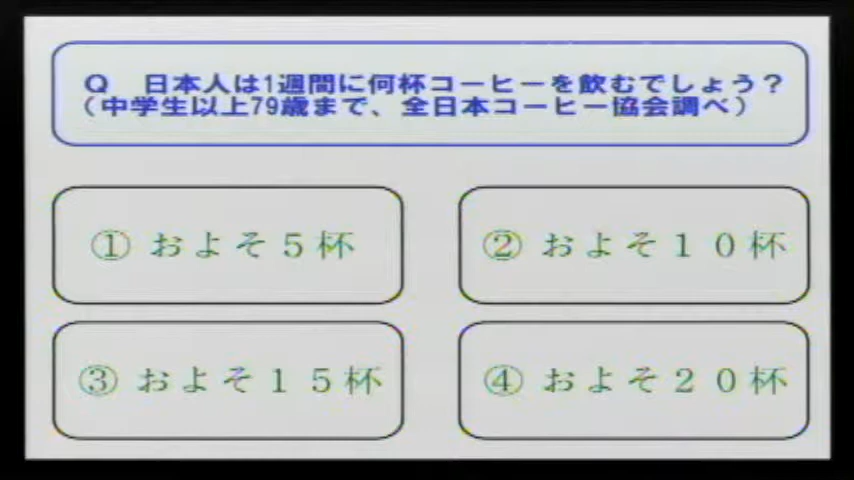 Q　日本人は1週間に何杯コーヒーを飲むでしょう？
（中学生以上79歳まで、全日本コーヒー協会調べ）
① およそ５杯
② およそ１０杯
③ およそ１５杯
④ およそ２０杯